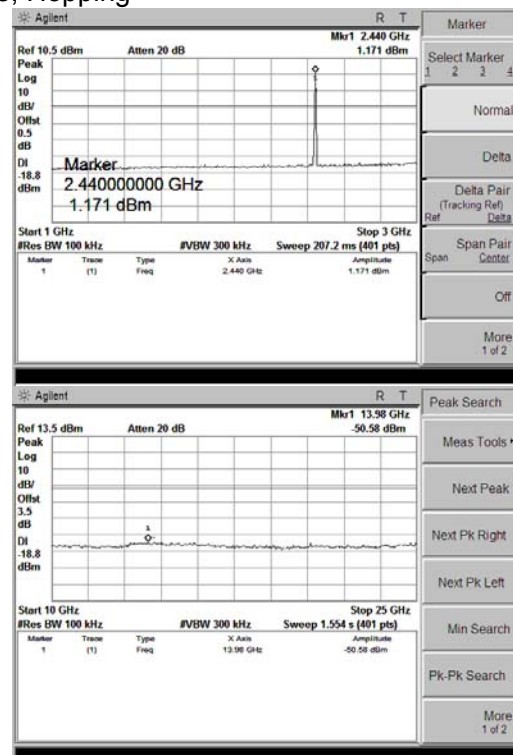 s, Hopping
Agilent R T
Mkr1 2.440 GHz
Ref 10.5 dBm Atten 20 dB 1.171 dBm
Peak
Log
10
dB/
Offst
0.5
dB
DI
-18.8
dBm
1
Marker
2.440000000 GHz
1.171 dBm
Start 1 GHz Stop 3 GHz
#Res BW 100 kHz #VBW 300 kHz Sweep 207.2 ms (401 pts)
Marker Trace Type X Axis Amplitude
1 (1) Freq 2.440 GHz 1.171 dBm
Marker
Select Marker
1 2 3 4
Normal
Delta
Delta Pair
(Tracking Ref)
Ref Delta
Span Pair
Span Center
Off
More
1 of 2
Agilent R T
Mkr1 13.98 GHz
Ref 13.5 dBm Atten 20 dB -50.58 dBm
Peak
Log
10
dB/
Offst
3.5
dB
DI
-18.8
dBm
1
Start 10 GHz Stop 25 GHz
#Res BW 100 kHz #VBW 300 kHz Sweep 1.554 s (401 pts)
Marker Trace Type X Axis Amplitude
1 (1) Freq 13.98 GHz -50.58 dBm
Peak Search
Meas Tools
Next Peak
Next Pk Right
Next Pk Left
Min Search
Pk-Pk Search
More
1 of 2